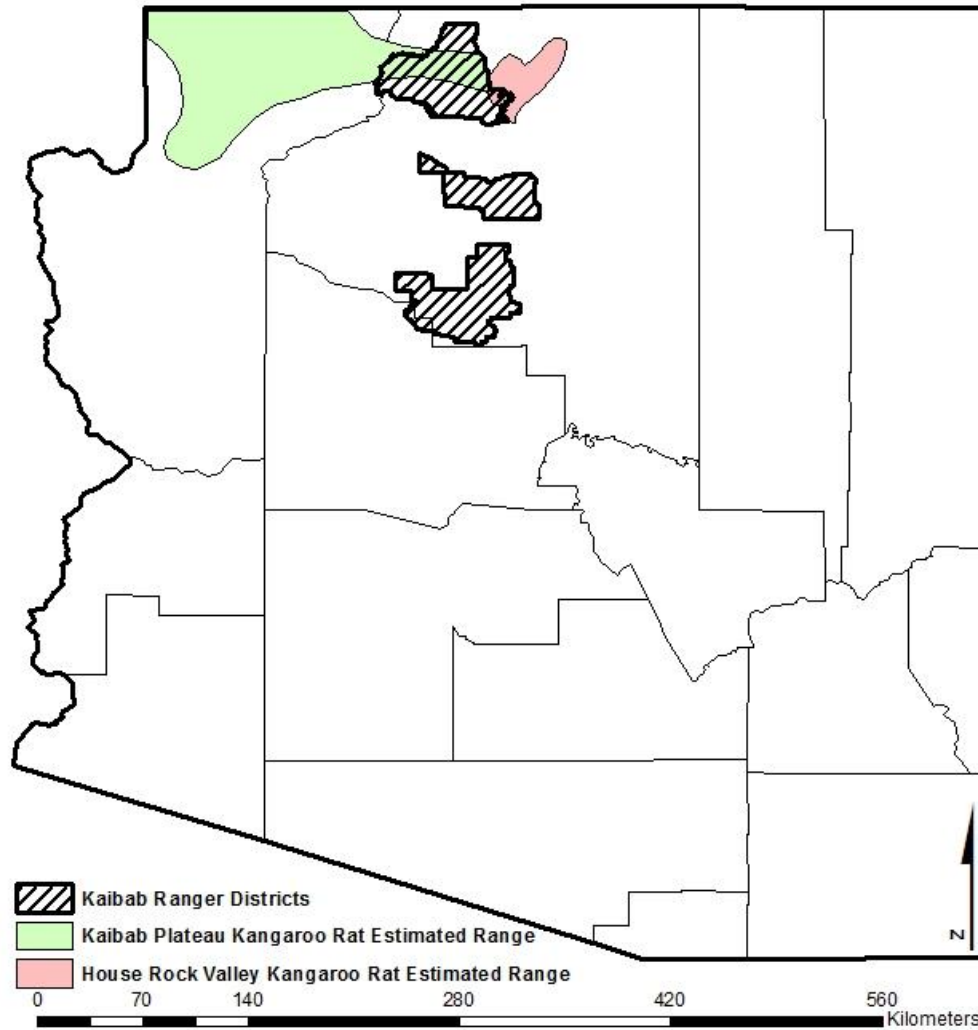 N
Kaibab Ranger Districts
Kaibab Plateau Kangaroo Rat Estimated Range
House Rock Valley Kangaroo Rat Estimated Range
0 70 140 280 420 560
Kilometers